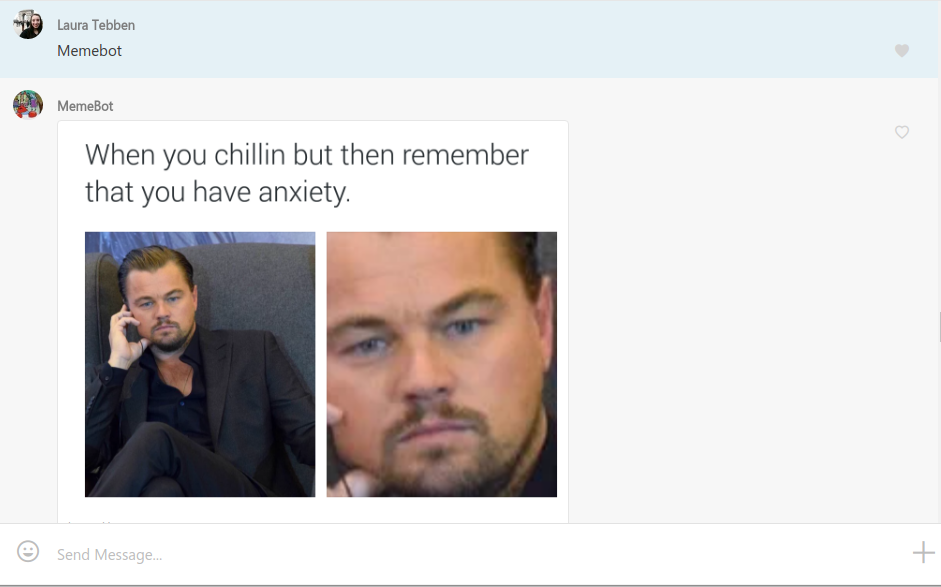 Laura Tebben
Memebot
MemeBot
When you chillin but then remember
that you have anxiety.
Send Message...